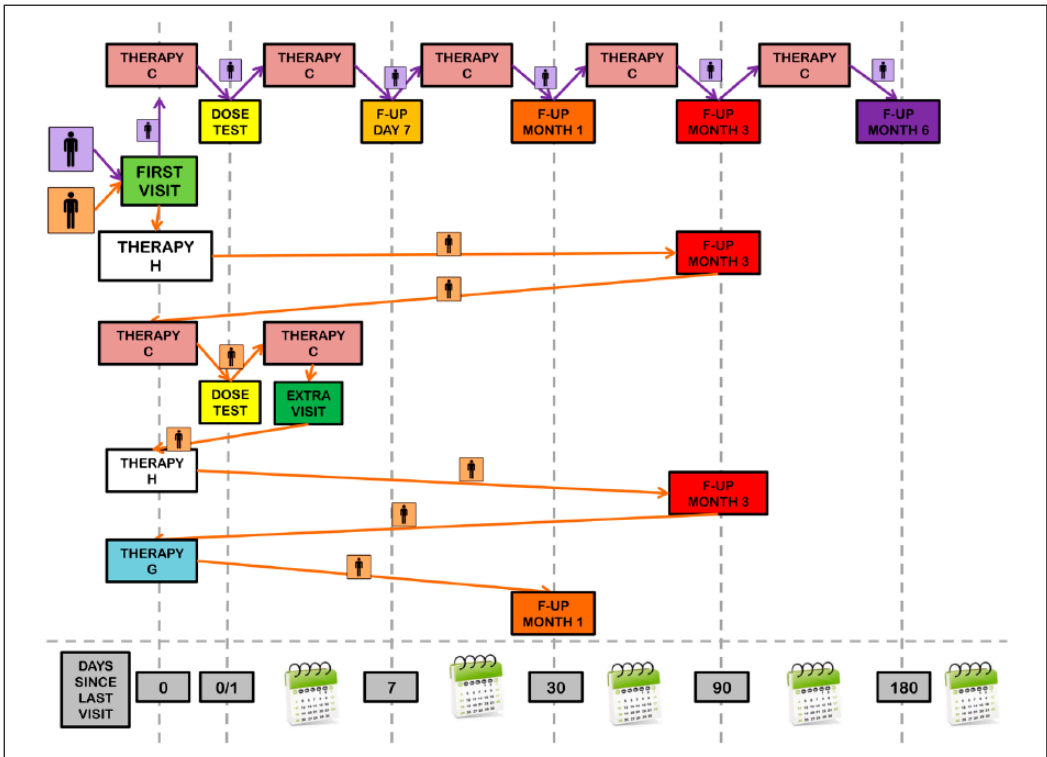 THERAPY
C
THERAPY
C
THERAPY
C
THERAPY
C
THERAPY
C
DOSE
TEST
F-UP
DAY 7
F-UP
MONTH 1
F-UP
MONTH 3
F-UP
MONTH 6
FIRST
VISIT
THERAPY
H
F-UP
MONTH 3
THERAPY
C
THERAPY
C
DOSE
TEST
EXTRA
VISIT
THERAPY
H
F-UP
MONTH 3
THERAPY
G
F-UP
MONTH 1
DAYS
SINCE
LAST
VISIT
0
0/1
7
30
90
180